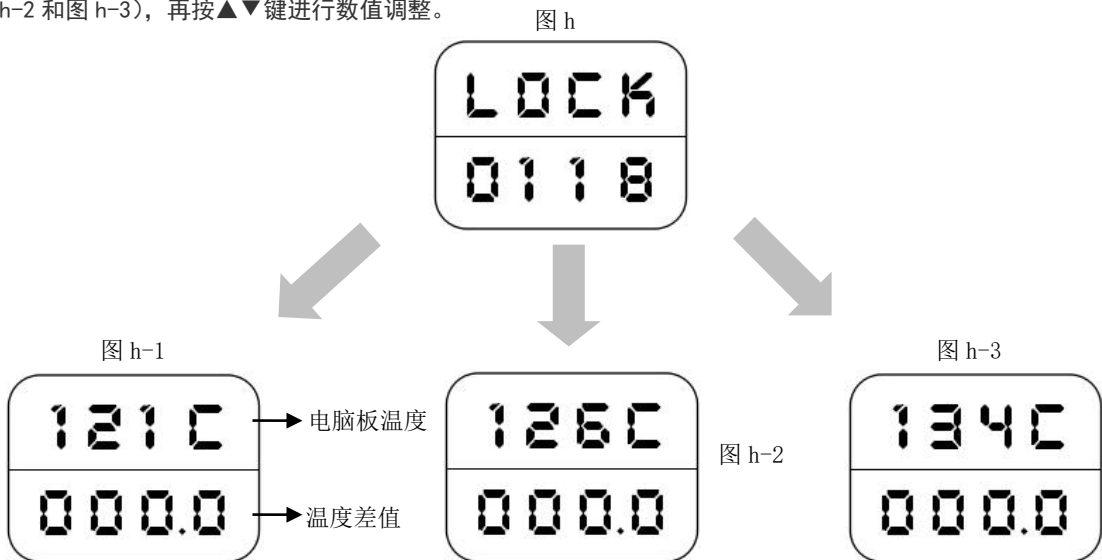 h-2 和图 h-3），再按▲▼键进行数值调整。
图 h
LOCK
0118
图 h-1
图 h-3
121C
电脑板温度
126C
图 h-2
134C
000.0
温度差值
000.0
000.0